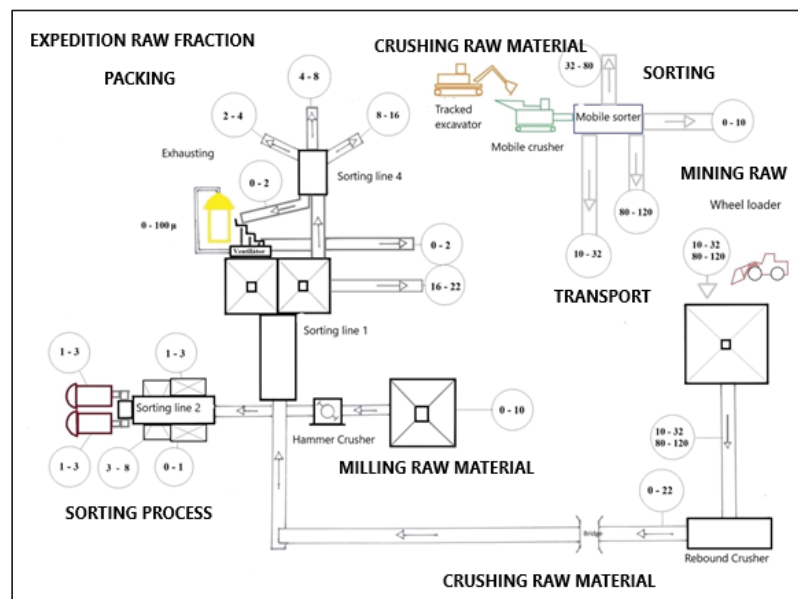 EXPEDITION RAW FRACTION
PACKING
CRUSHING RAW MATERIAL
SORTING
4 - 8
2 - 4
8 - 16
32 - 80
0 - 10
Tracked
excavator
Mobile crusher
Mobile sorter
Exhausting
0 - 2
Sorting line 4
80 - 120
MINING RAW
Wheel loader
0 - 100 µ
Ventilátor
0 - 2
10 - 32
10 - 32
80 - 120
16 - 22
TRANSPORT
Sorting line 1
1 - 3
1 - 3
Sorting line 2
Hammer Crusher
0 - 10
10 - 32
80 - 120
1 - 3
3 - 8
0 - 1
MILLING RAW MATERIAL
0 - 22
SORTING PROCESS
Bridge
Rebound Crusher
CRUSHING RAW MATERIAL